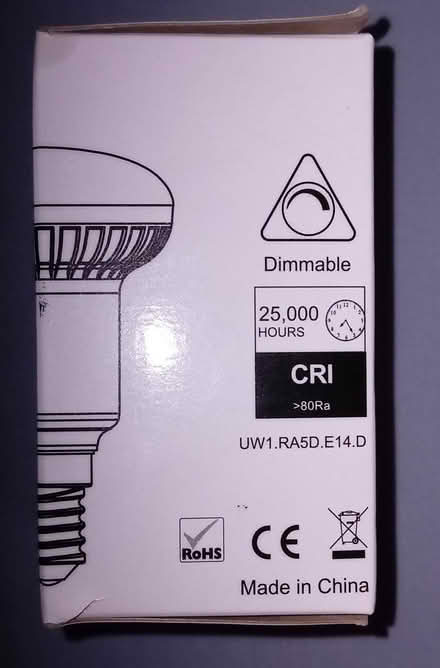 Dimmable
25,000
HOURS
CRI
>80Ra
UW1.RA5D.E14.D
RoHS
CE
Made in China